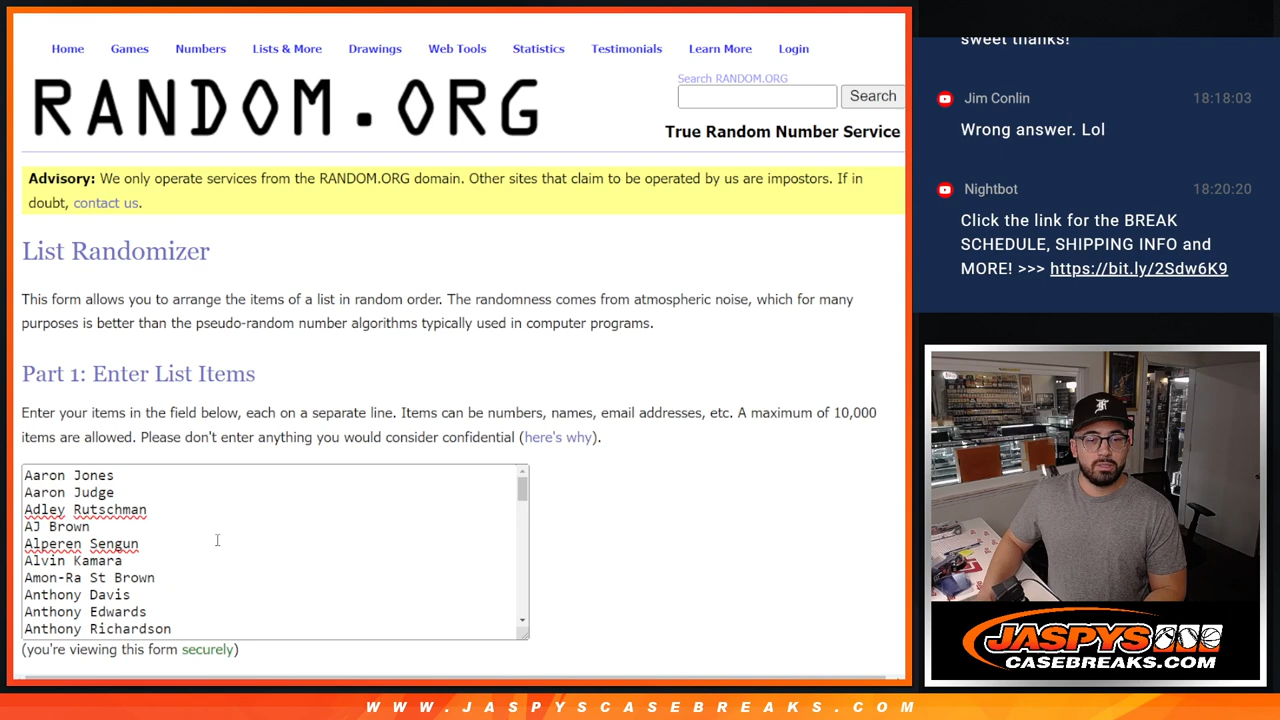 Home Games Numbers Lists & More Drawings Web Tools Statistics Testimonials Learn More Login
RANDOM.ORG
Search RANDOM.ORG
Search
True Random Number Service
Advisory: We only operate services from the RANDOM.ORG domain. Other sites that claim to be operated by us are impostors. If in
doubt, contact us.
List Randomizer
This form allows you to arrange the items of a list in random order. The randomness comes from atmospheric noise, which for many
purposes is better than the pseudo-random number algorithms typically used in computer programs.
Part 1: Enter List Items
Enter your items in the field below, each on a separate line. Items can be numbers, names, email addresses, etc. A maximum of 10,000
items are allowed. Please don't enter anything you would consider confidential (here's why).
Aaron Jones
Aaron Judge
Adley Rutschman
AJ Brown
Alperen Sengun
Alvin Kamara
Amon-Ra St Brown
Anthony Davis
Anthony Edwards
Anthony Richardson
(you're viewing this form securely)
sweet thanks!
Jim Conlin 18:18:03
Wrong answer. Lol
Nightbot 18:20:20
Click the link for the BREAK
SCHEDULE, SHIPPING INFO and
MORE! >>> https://bit.ly/2Sdw6K9
JASPYS
CASEBREAKS.COM
WWW.JASPYSCASEBREAKS.COM